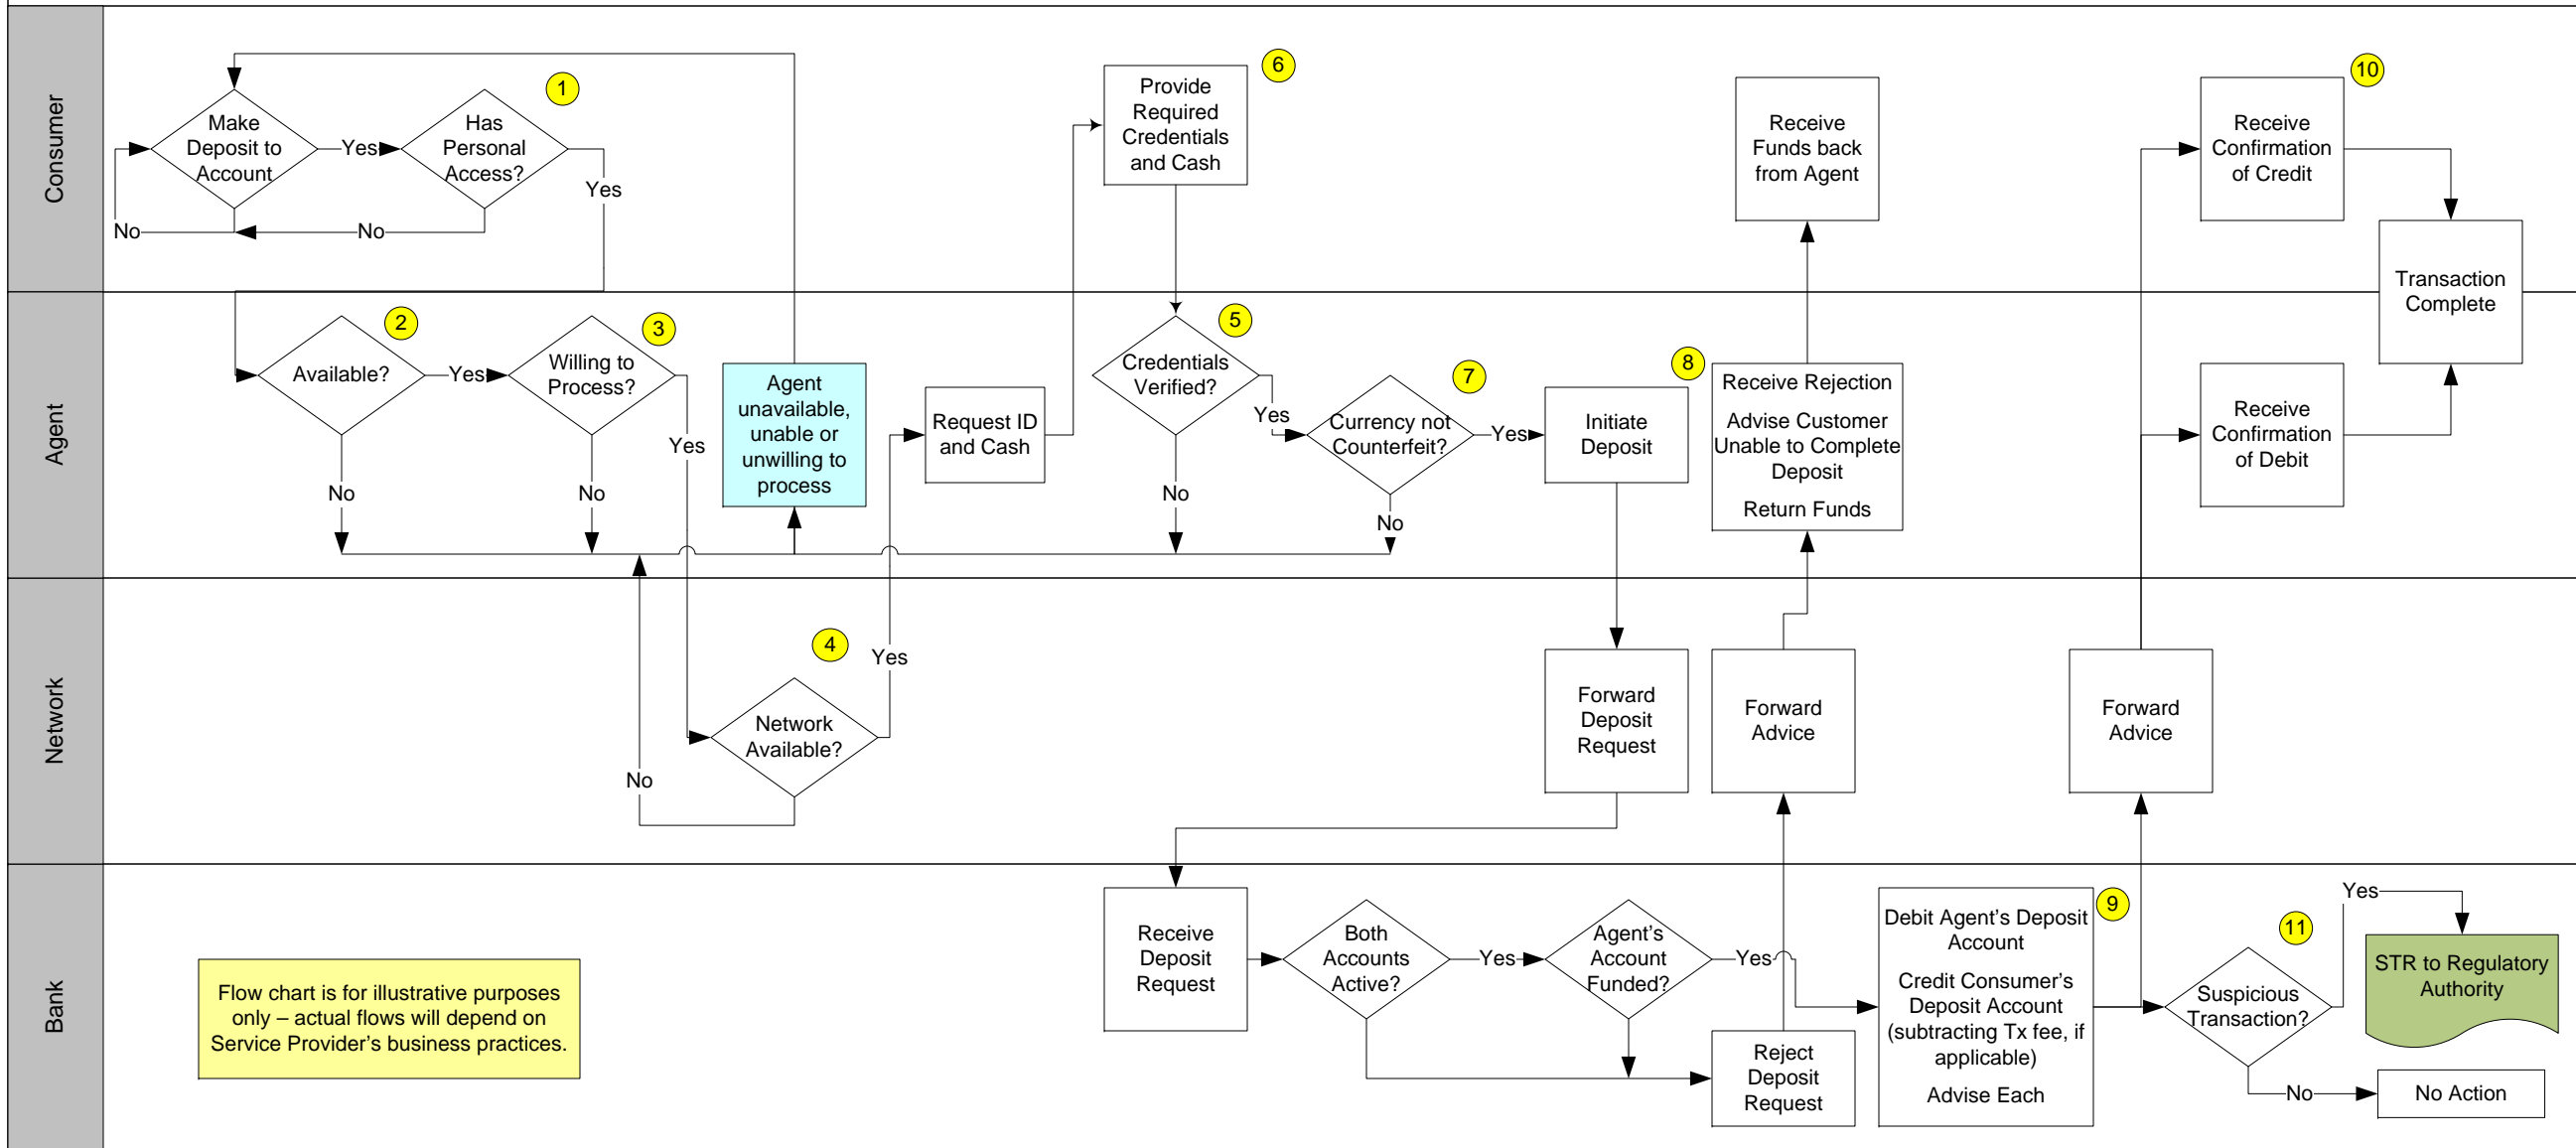 Consumer
Make
Deposit to
Account
Yes
No
1
Has
Personal
Access?
Yes
No
6
Provide
Required
Credentials
and Cash
Receive
Funds back
from Agent
10
Receive
Confirmation
of Credit
Transaction
Complete
Agent
2
Available?
Yes
No
3
Willing to
Process?
Yes
No
Agent
unavailable,
unable or
unwilling to
process
Request ID
and Cash
5
Credentials
Verified?
Yes
No
7
Currency not
Counterfeit?
Yes
No
8
Initiate
Deposit
Receive Rejection
Advise Customer
Unable to Complete
Deposit
Return Funds
Receive
Confirmation
of Debit
Network
4
Network
Available?
Yes
No
Forward
Deposit
Request
Forward
Advice
Forward
Advice
Bank
Flow chart is for illustrative purposes
only – actual flows will depend on
Service Provider's business practices.
Receive
Deposit
Request
Both
Accounts
Active?
Yes
Agent's
Account
Funded?
Yes
Reject
Deposit
Request
9
Debit Agent's Deposit
Account
Credit Consumer's
Deposit Account
(subtracting Tx fee, if
applicable)
Advise Each
11
Suspicious
Transaction?
Yes
STR to Regulatory
Authority
No
No Action